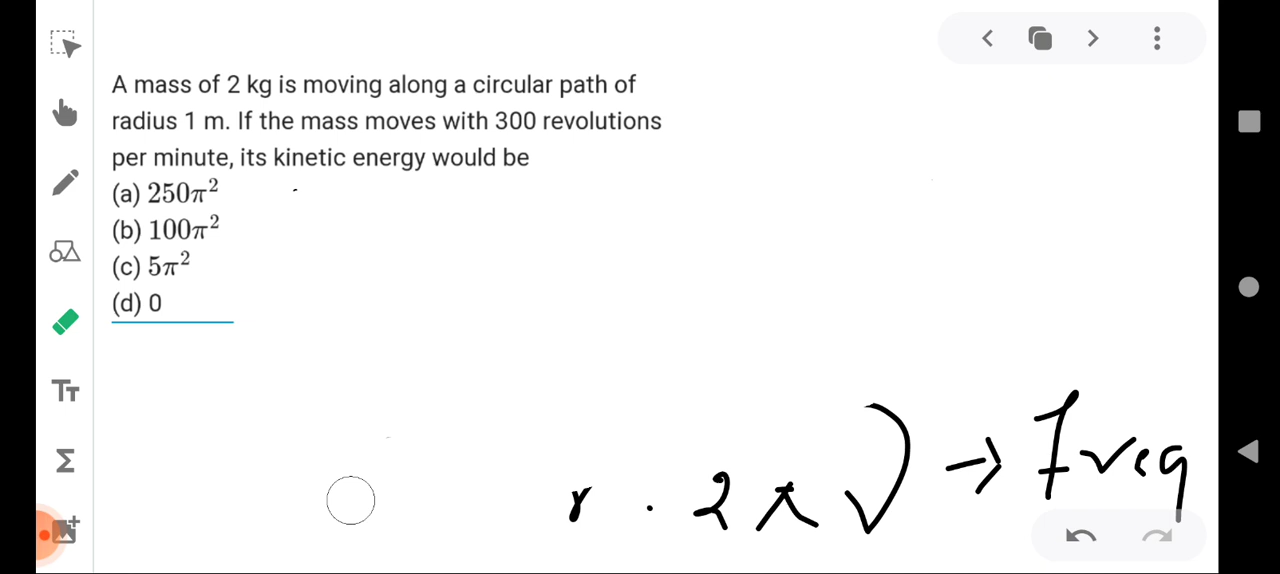 A mass of 2 kg is moving along a circular path of
radius 1 m. If the mass moves with 300 revolutions
per minute, its kinetic energy would be
(a) 250π²
(b) 100π²
(c) 5π²
(d) 0
r . 2π ν → Freq
Tт
Σ